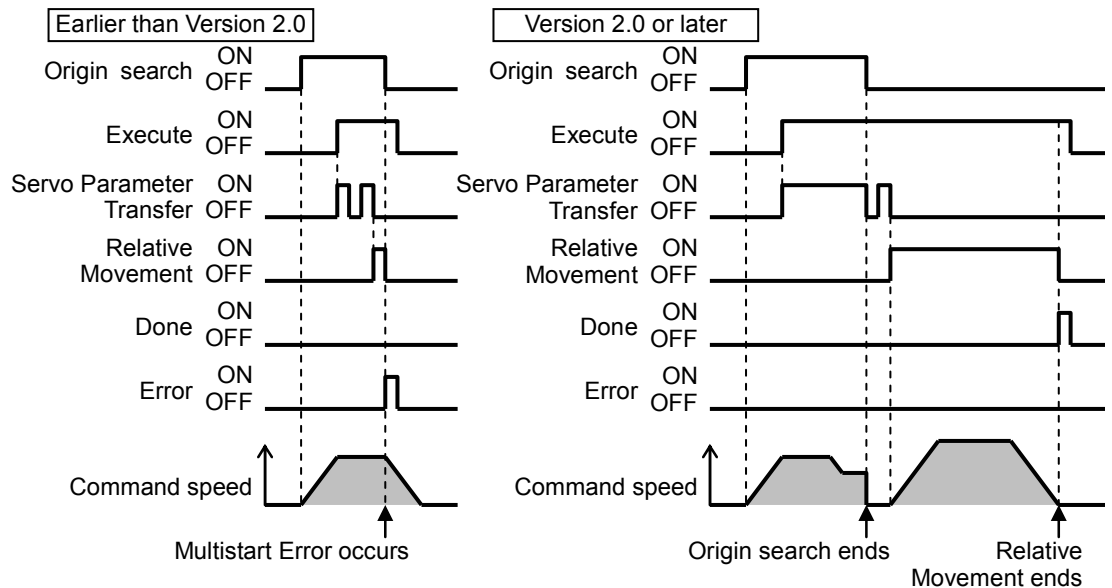 Earlier than Version 2.0
Origin search
ON
OFF
Execute
ON
OFF
Servo Parameter
Transfer
ON
OFF
Relative
Movement
ON
OFF
Done
ON
OFF
Error
ON
OFF
Command speed
Multistart Error occurs
Version 2.0 or later
Origin search
ON
OFF
Execute
ON
OFF
Servo Parameter
Transfer
ON
OFF
Relative
Movement
ON
OFF
Done
ON
OFF
Error
ON
OFF
Command speed
Origin search ends
Relative
Movement ends